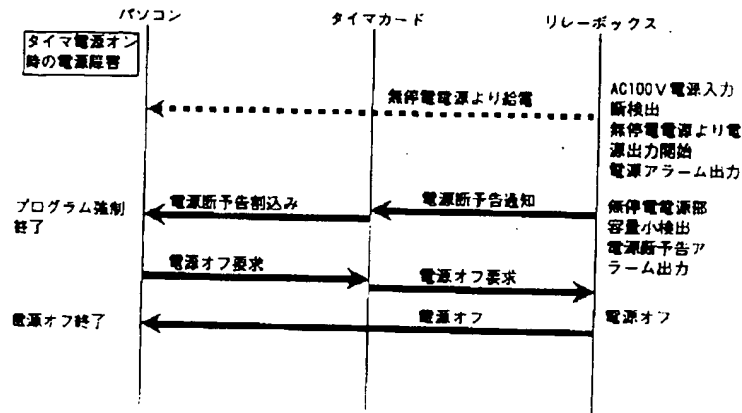 パソコン
タイマカード
リレーボックス
タイマ電源オン
時の電源障害
無停電電源より給電
AC100V電源入力
断検出
無停電電源より電
源出力開始
電源アラーム出力
プログラム強制
終了
電源断予告割込み
電源断予告通知
無停電電源部
容量小検出
電源断予告ア
ラーム出力
電源オフ要求
電源オフ要求
電源オフ終了
電源オフ
電源オフ